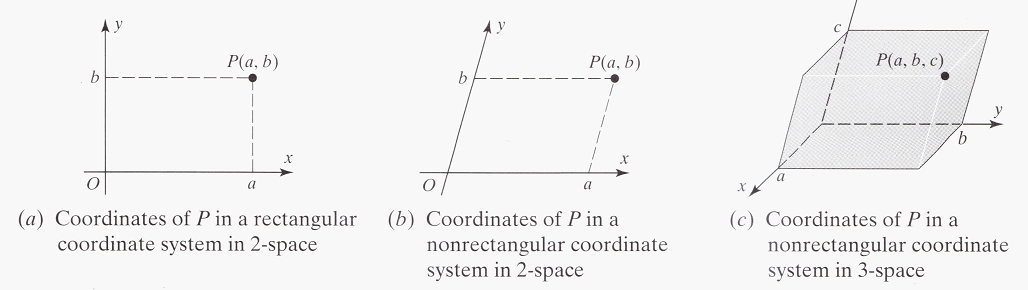 y
b
P(a, b)
x
O
a
(a) Coordinates of P in a rectangular
coordinate system in 2-space
y
b
P(a, b)
x
O
a
(b) Coordinates of P in a
nonrectangular coordinate
system in 2-space
c
P(a, b, c)
y
b
a
x
(c) Coordinates of P in a
nonrectangular coordinate
system in 3-space